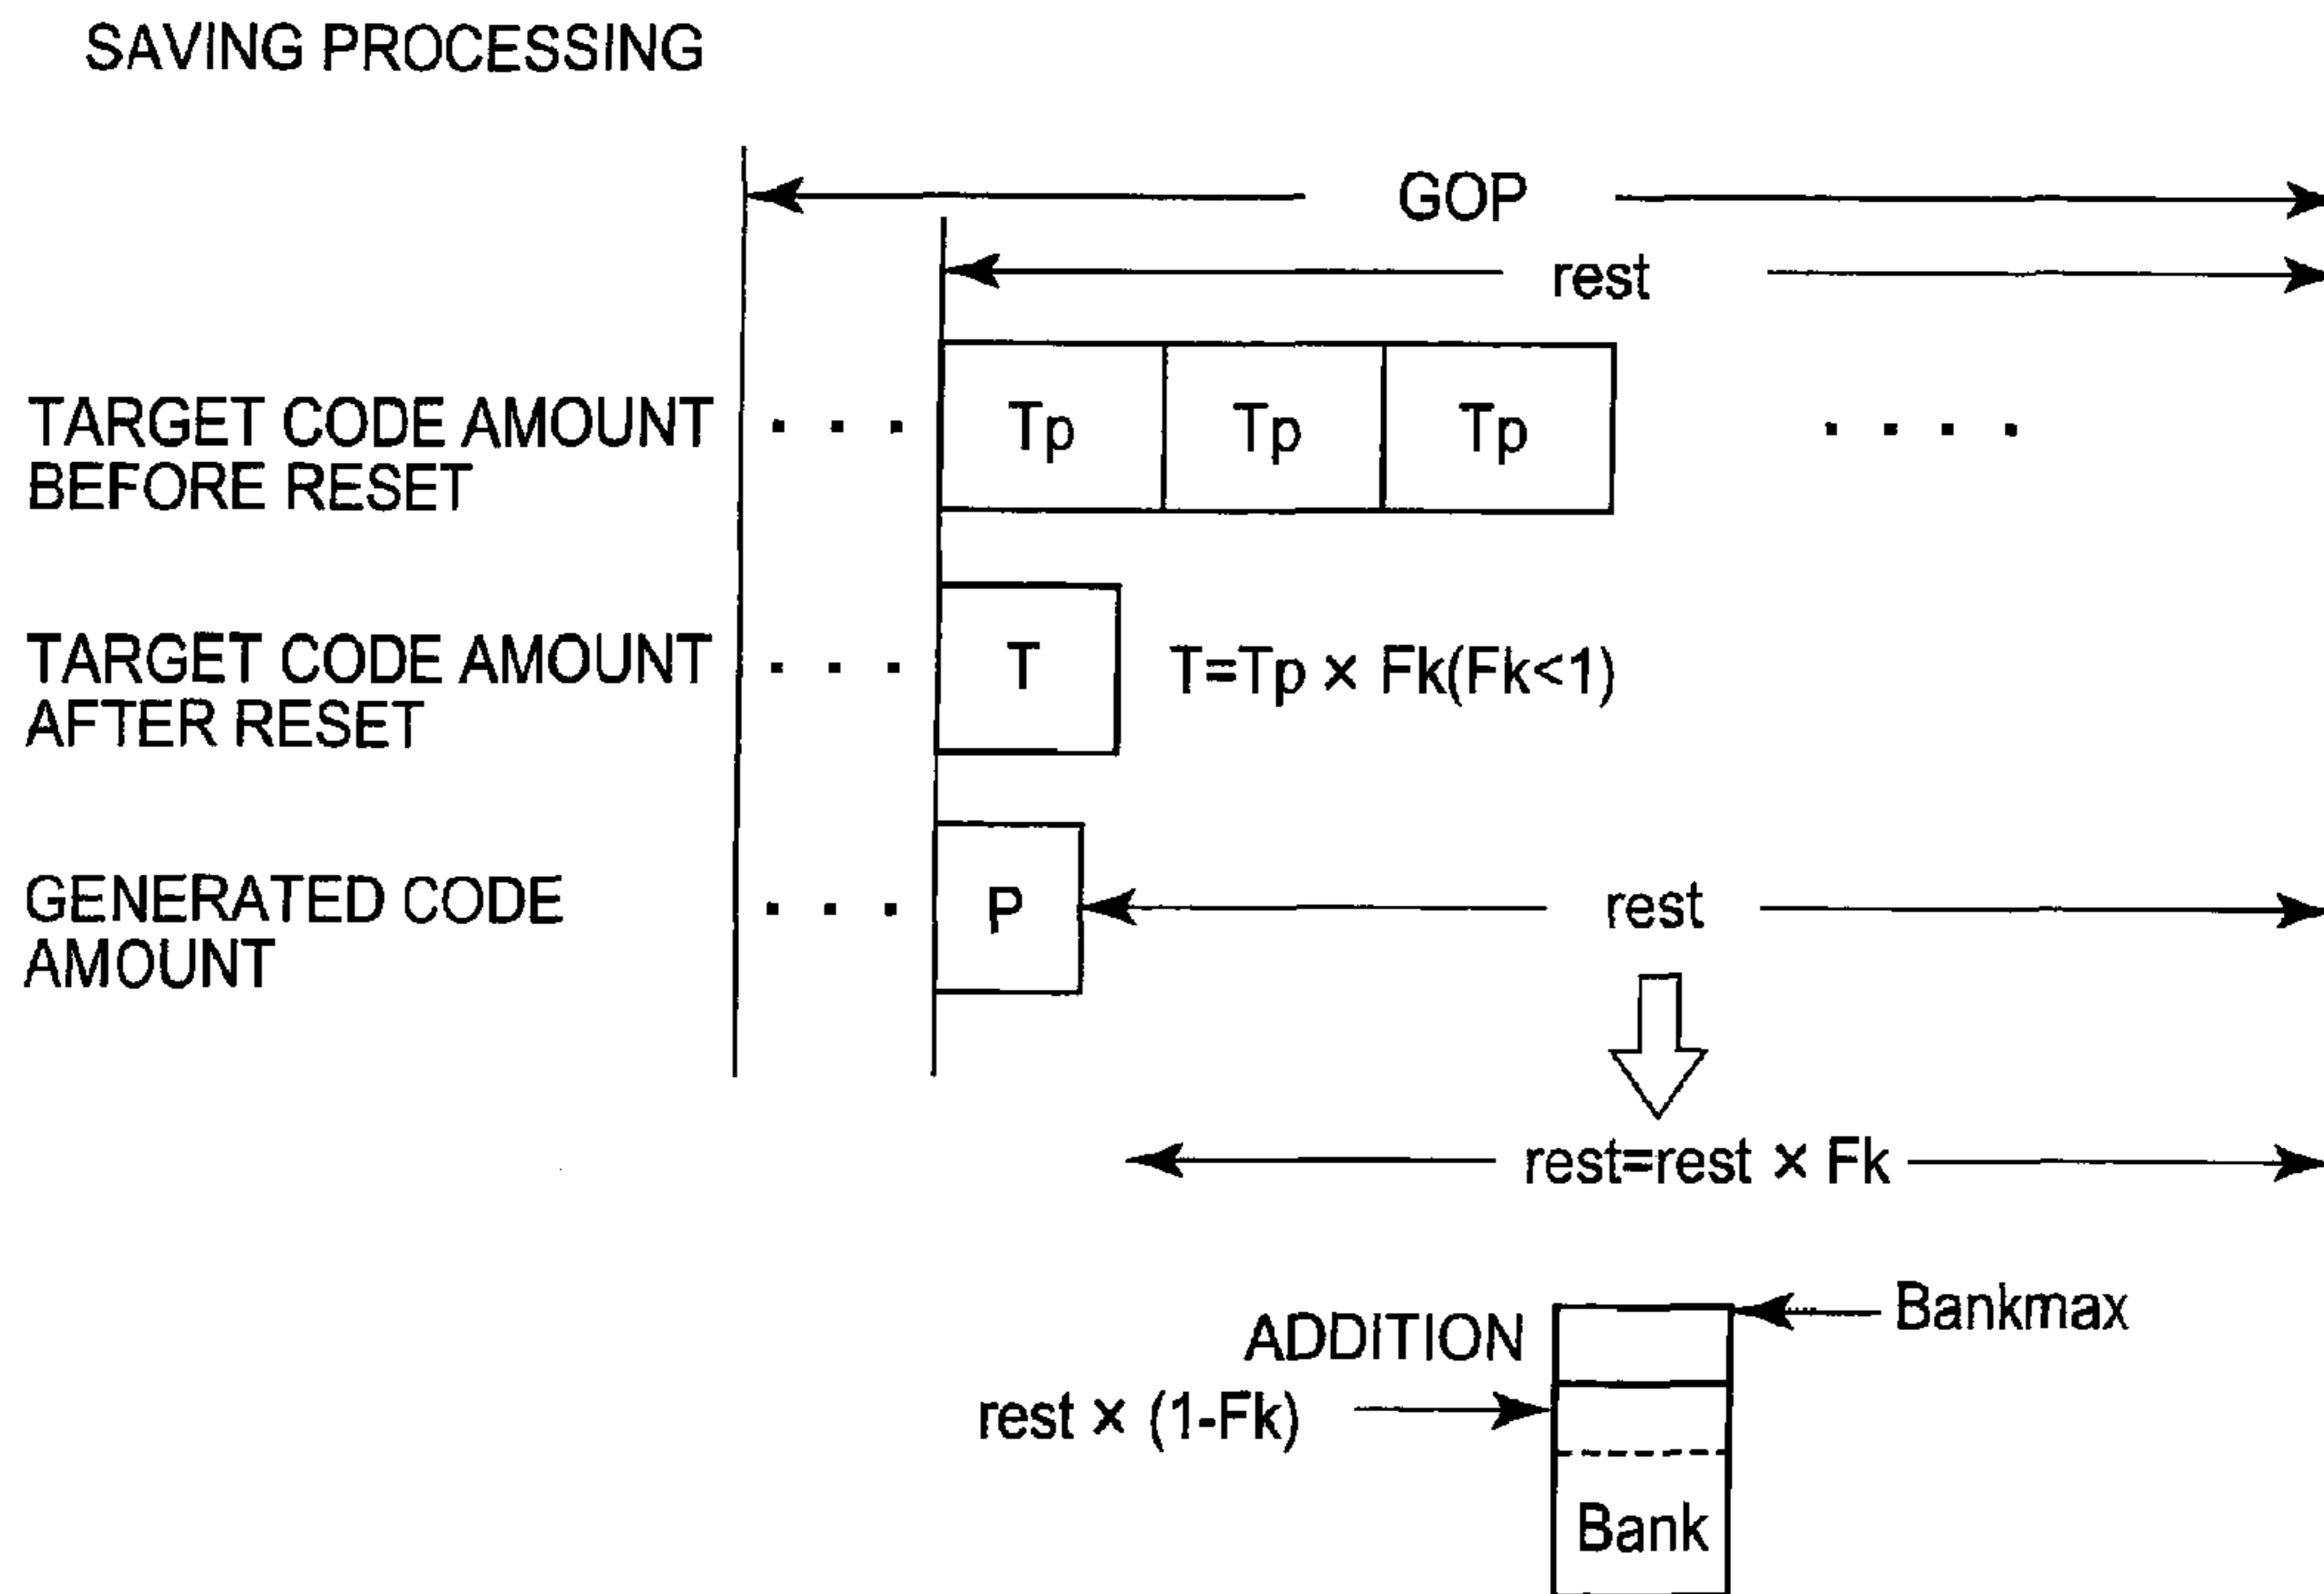 SAVING PROCESSING
GOP
rest
TARGET CODE AMOUNT
BEFORE RESET
. . .
Tp
Tp
Tp
. . . .
TARGET CODE AMOUNT
AFTER RESET
. . .
T
T=Tp × Fk(Fk<1)
GENERATED CODE
AMOUNT
. . .
P
rest
rest=rest × Fk
ADDITION
Bankmax
rest × (1-Fk)
Bank